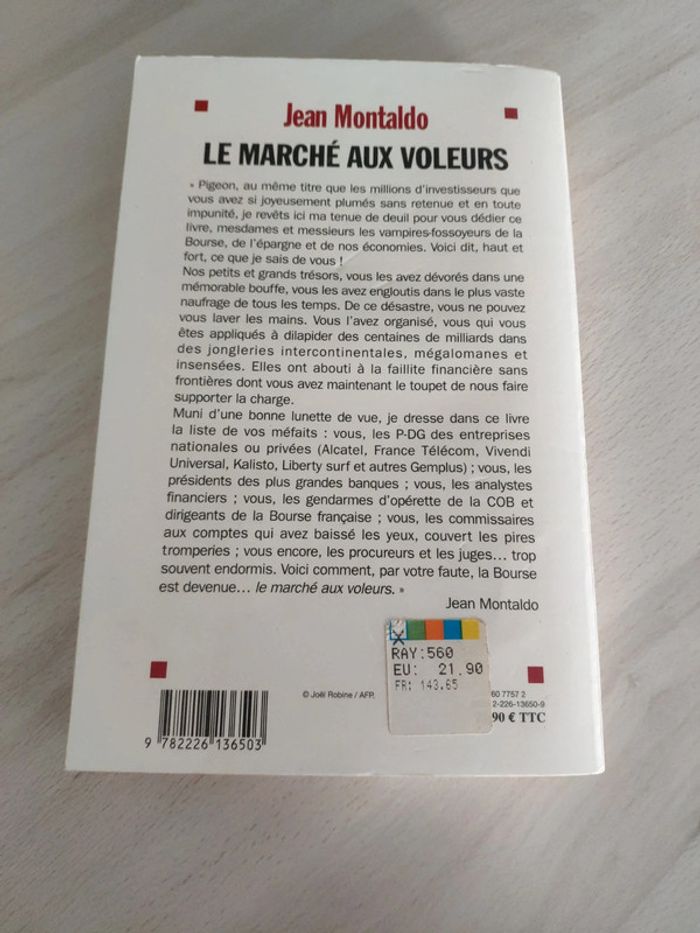 Jean Montaldo
LE MARCHÉ AUX VOLEURS
« Pigeon, au même titre que les millions d'investisseurs que
vous avez si joyeusement plumés sans retenue et en toute
impunité, je revêts ici ma tenue de deuil pour vous dédier ce
livre, mesdames et messieurs les vampires-fossoyeurs de la
Bourse, de l'épargne et de nos économies. Voici dit, haut et
fort, ce que je sais de vous !
Nos petits et grands trésors, vous les avez dévorés dans une
mémorable bouffe, vous les avez engloutis dans le plus vaste
naufrage de tous les temps. De ce désastre, vous ne pouvez
vous laver les mains. Vous l'avez organisé, vous qui vous
êtes appliqués à dilapider des centaines de milliards dans
des jongleries intercontinentales, mégalomanes et
insensées. Elles ont abouti à la faillite financière sans
frontières dont vous avez maintenant le toupet de nous faire
supporter la charge.
Muni d'une bonne lunette de vue, je dresse dans ce livre
la liste de vos méfaits : vous, les P-DG des entreprises
nationales ou privées (Alcatel, France Télécom, Vivendi
Universal, Kalisto, Liberty surf et autres Gemplus) ; vous, les
présidents des plus grandes banques ; vous, les analystes
financiers ; vous, les gendarmes d'opérette de la COB et
dirigeants de la Bourse française ; vous, les commissaires
aux comptes qui avez baissé les yeux, couvert les pires
tromperies ; vous encore, les procureurs et les juges... trop
souvent endormis. Voici comment, par votre faute, la Bourse
est devenue... le marché aux voleurs. »
Jean Montaldo
RAY:560
EU: 21.90
FR: 143.65
© Joël Robine / AFP.
60 7757 2
2-226-13650-9
90 € TTC
9 782226 136503